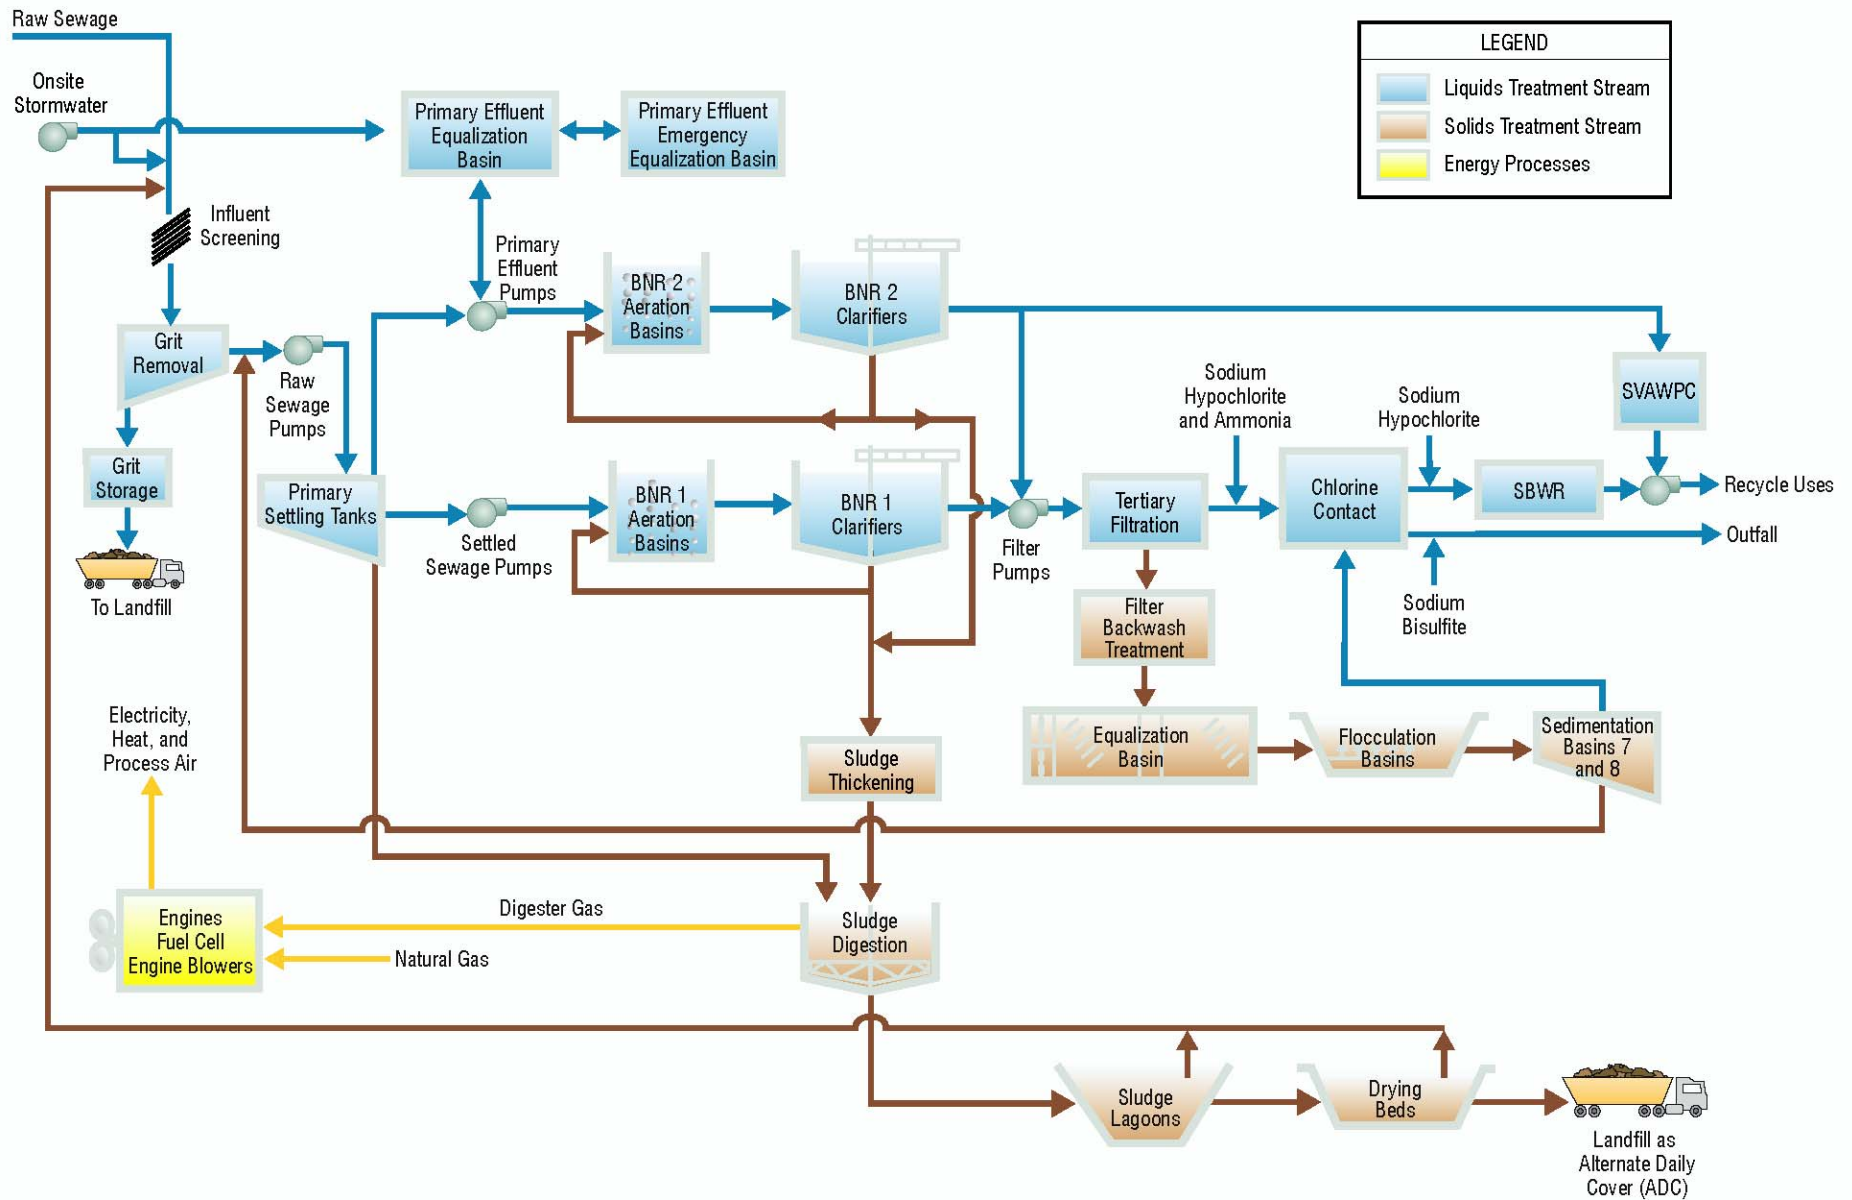 Raw Sewage
Onsite
Stormwater
Primary Effluent
Equalization
Basin
Primary Effluent
Emergency
Equalization Basin
LEGEND
Liquids Treatment Stream
Solids Treatment Stream
Energy Processes
Influent
Screening
Primary
Effluent
Pumps
BNR 2
Aeration
Basins
BNR 2
Clarifiers
Grit
Removal
Raw
Sewage
Pumps
Grit
Storage
To Landfill
Primary
Settling Tanks
Settled
Sewage Pumps
BNR 1
Aeration
Basins
BNR 1
Clarifiers
Filter
Pumps
Tertiary
Filtration
Sodium
Hypochlorite
and Ammonia
Chlorine
Contact
Sodium
Hypochlorite
SBWR
SVAWPC
Recycle Uses
Outfall
Sodium
Bisulfite
Filter
Backwash
Treatment
Equalization
Basin
Flocculation
Basins
Sedimentation
Basins 7
and 8
Sludge
Thickening
Electricity,
Heat, and
Process Air
Engines
Fuel Cell
Engine Blowers
Digester Gas
Natural Gas
Sludge
Digestion
Sludge
Lagoons
Drying
Beds
Landfill as
Alternate Daily
Cover (ADC)